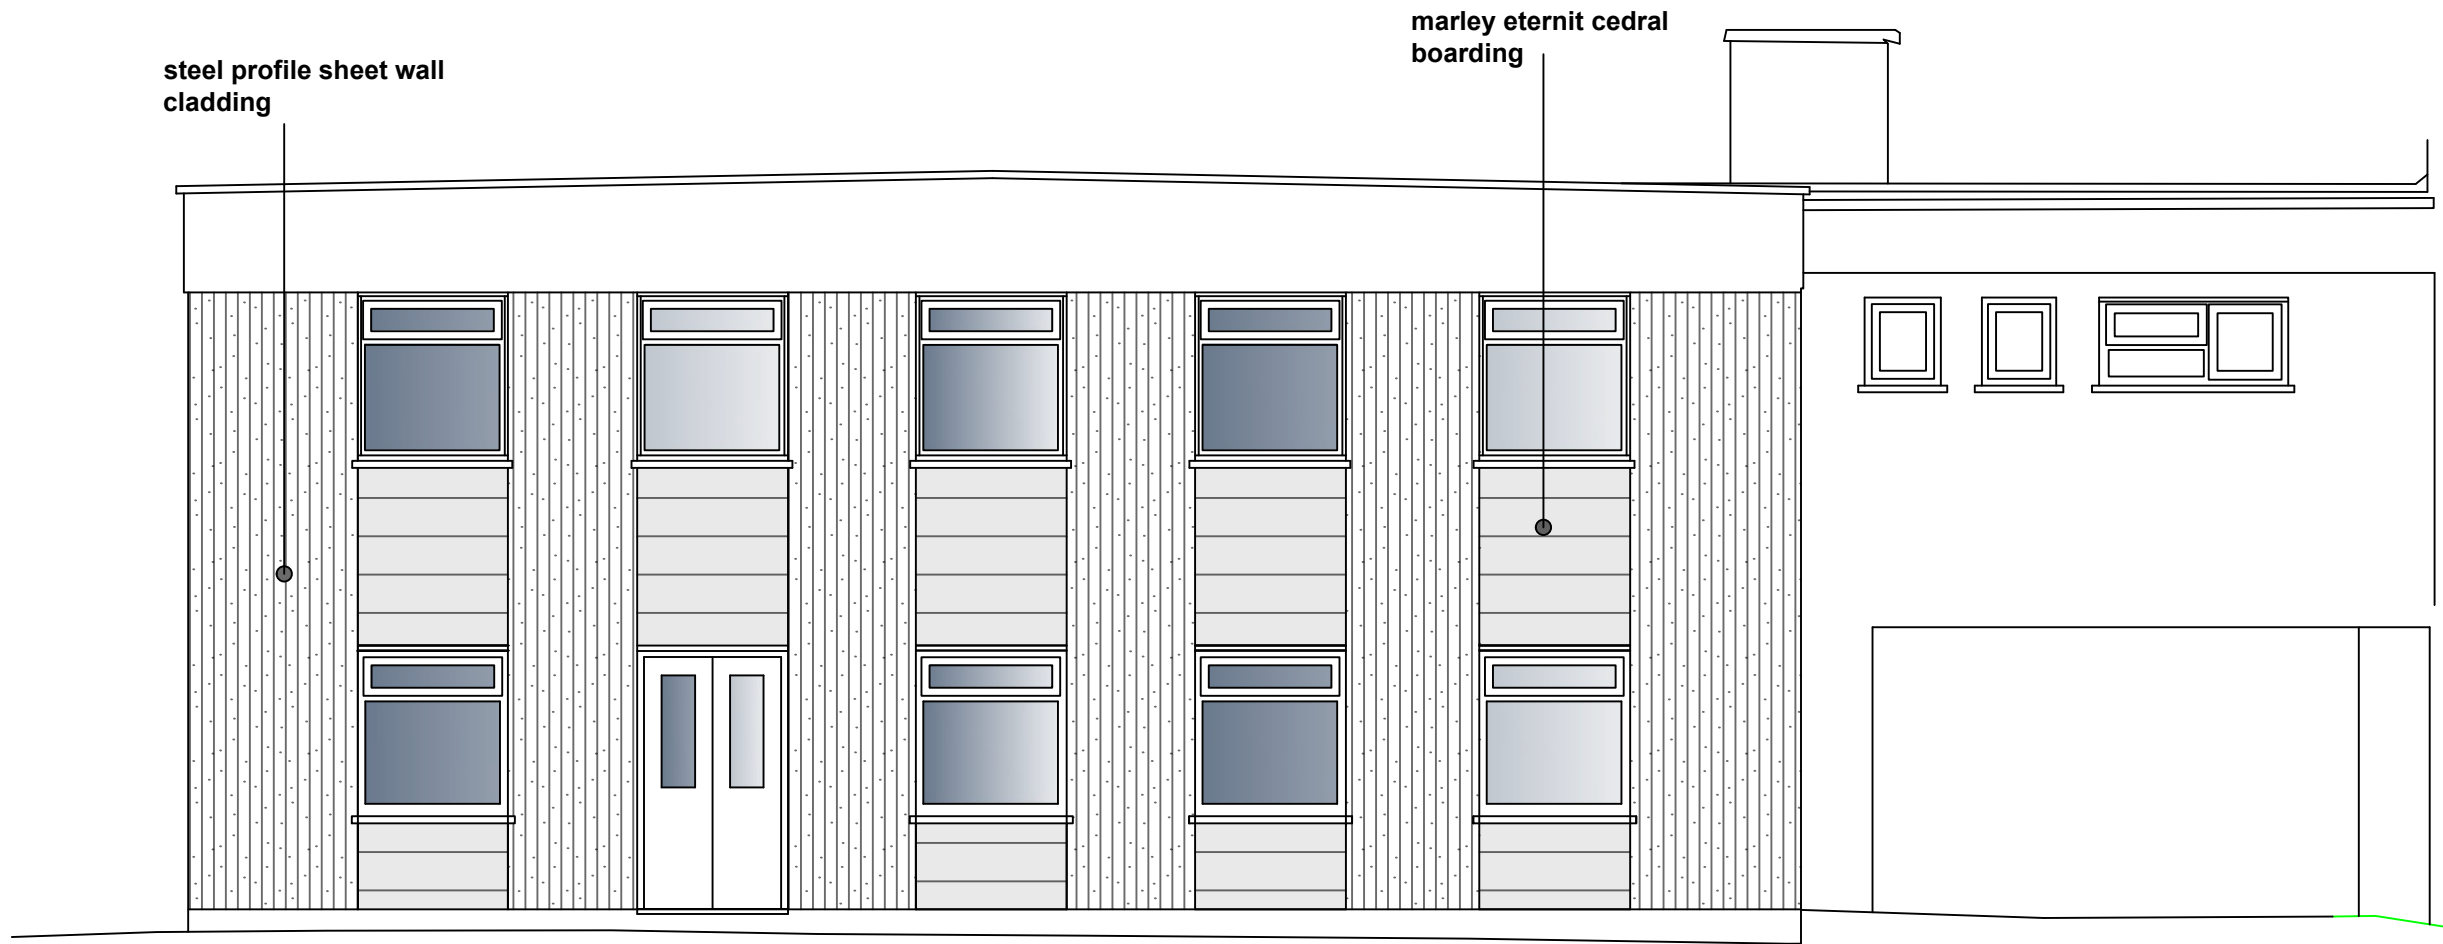 steel profile sheet wall
cladding
marley eternit cedral
boarding